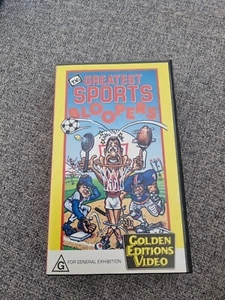 GREATEST
SPORTS
BLOOPERS
GOLDEN
EDITIONS
VIDEO
G FOR GENERAL EXHIBITION